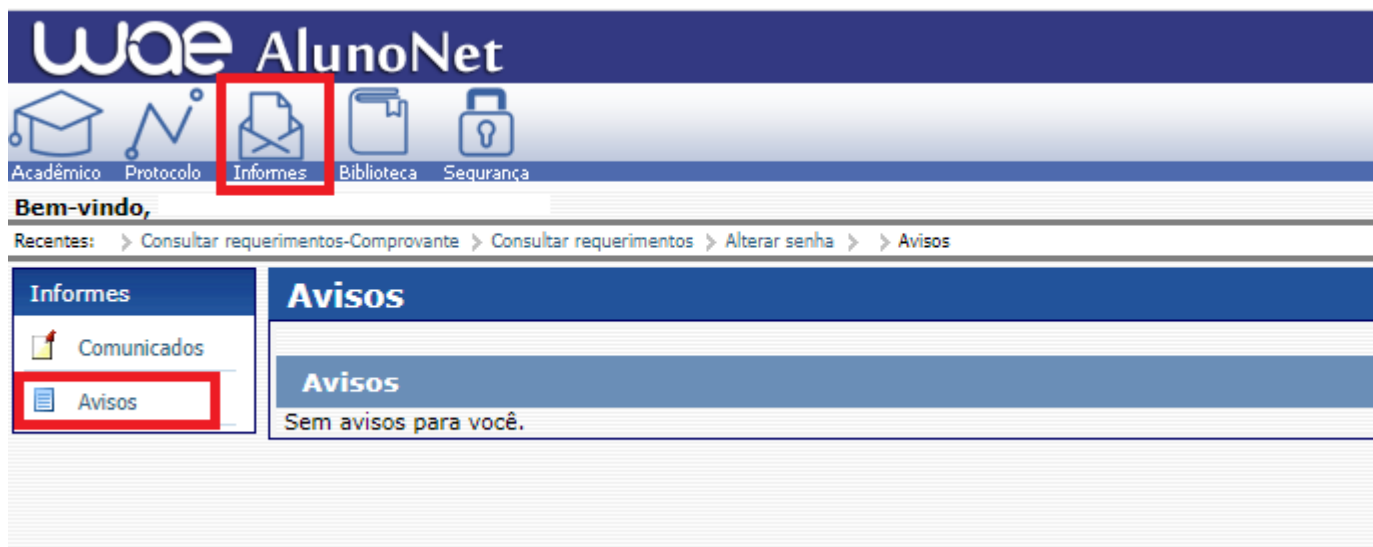 wae AlunoNet
Acadêmico Protocolo Informes Biblioteca Segurança
Bem-vindo,
Recentes: > Consultar requerimentos-Comprovante > Consultar requerimentos > Alterar senha > > Avisos
Informes
Comunicados
Avisos
Avisos
Avisos
Sem avisos para você.